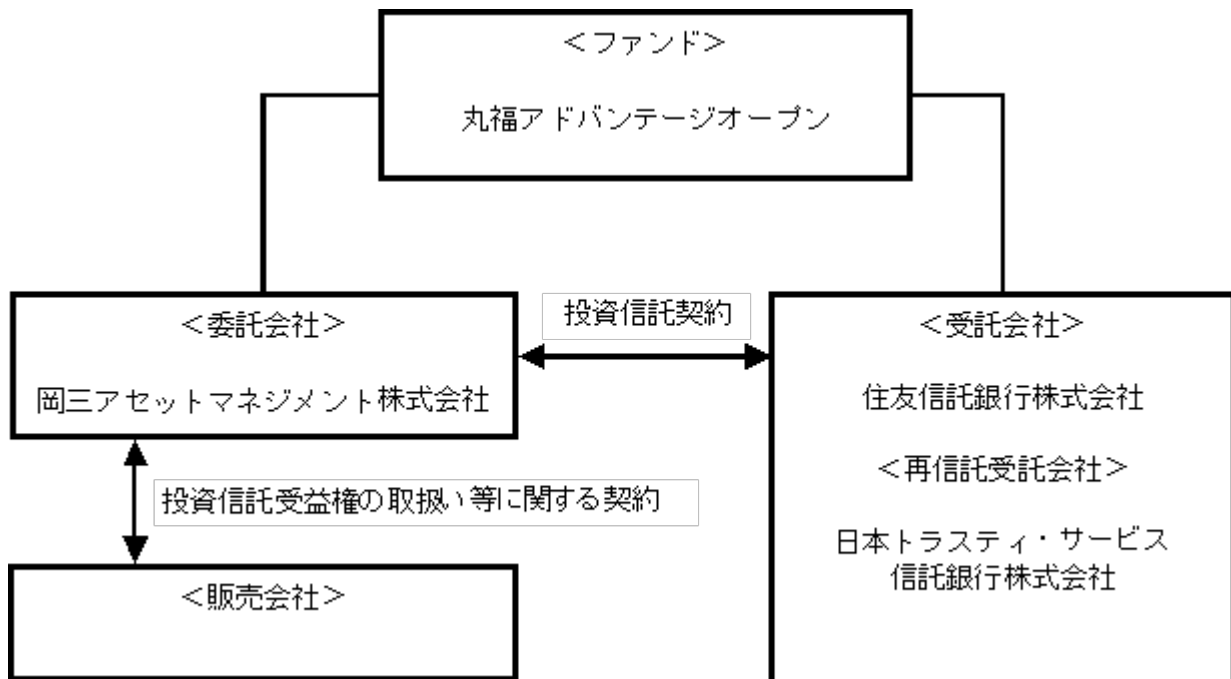 ＜ファンド＞
丸福アドバンテージオープン
＜委託会社＞
岡三アセットマネジメント株式会社
投資信託契約
＜受託会社＞
住友信託銀行株式会社
＜再信託受託会社＞
日本トラスティ・サービス
信託銀行株式会社
投資信託受益権の取扱い等に関する契約
＜販売会社＞